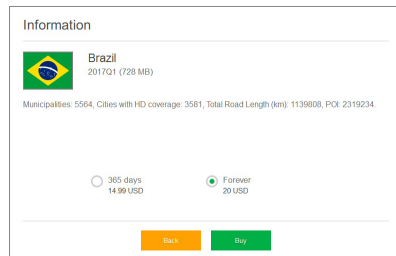 Information
Brazil
2017Q1 (728 MB)
Municipalities: 5564, Cities with HD coverage: 3581, Total Road Length (km): 1139808, POI: 2319234.
365 days
14.99 USD
Forever
20 USD
Back
Buy